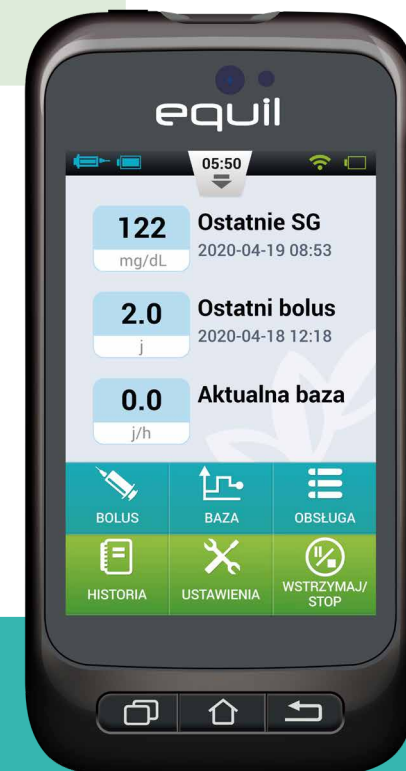 equil
05:50
122
mg/dL
Ostatnie SG
2020-04-19 08:53
2.0
j
Ostatni bolus
2020-04-18 12:18
0.0
j/h
Aktualna baza
BOLUS
BAZA
OBSŁUGA
HISTORIA
USTAWIENIA
WSTRZYMAJ/
STOP